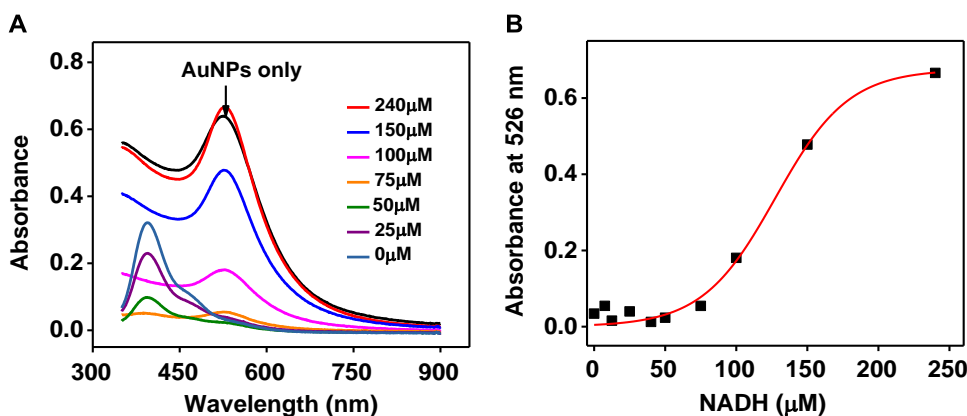 A
AuNPs only
240μM
150μM
100μM
75μM
50μM
25μM
0μM
Absorbance
0.8
0.6
0.4
0.2
0.0
300 450 600 750 900
Wavelength (nm)
B
Absorbance at 526 nm
0.6
0.4
0.2
0.0
0 50 100 150 200 250
NADH (μM)